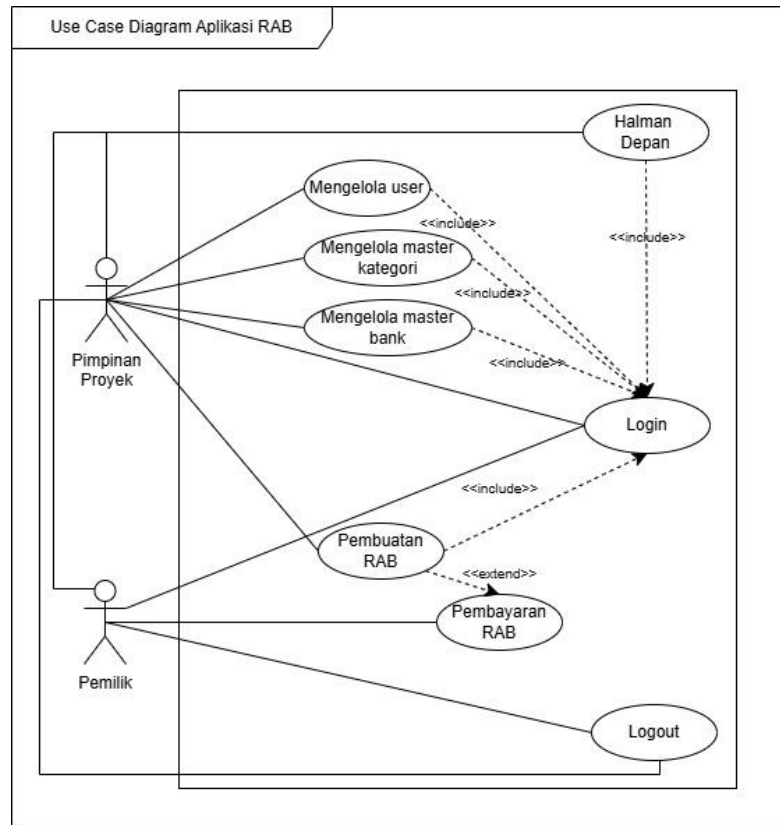 Use Case Diagram Aplikasi RAB
Halman
Depan
Mengelola user
<<include>>
<<include>>
Mengelola master
kategori
<<include>>
Mengelola master
bank
<<include>>
Pimpinan
Proyek
Login
<<include>>
Pembuatan
RAB
<<extend>>
Pembayaran
RAB
Pemilik
Logout